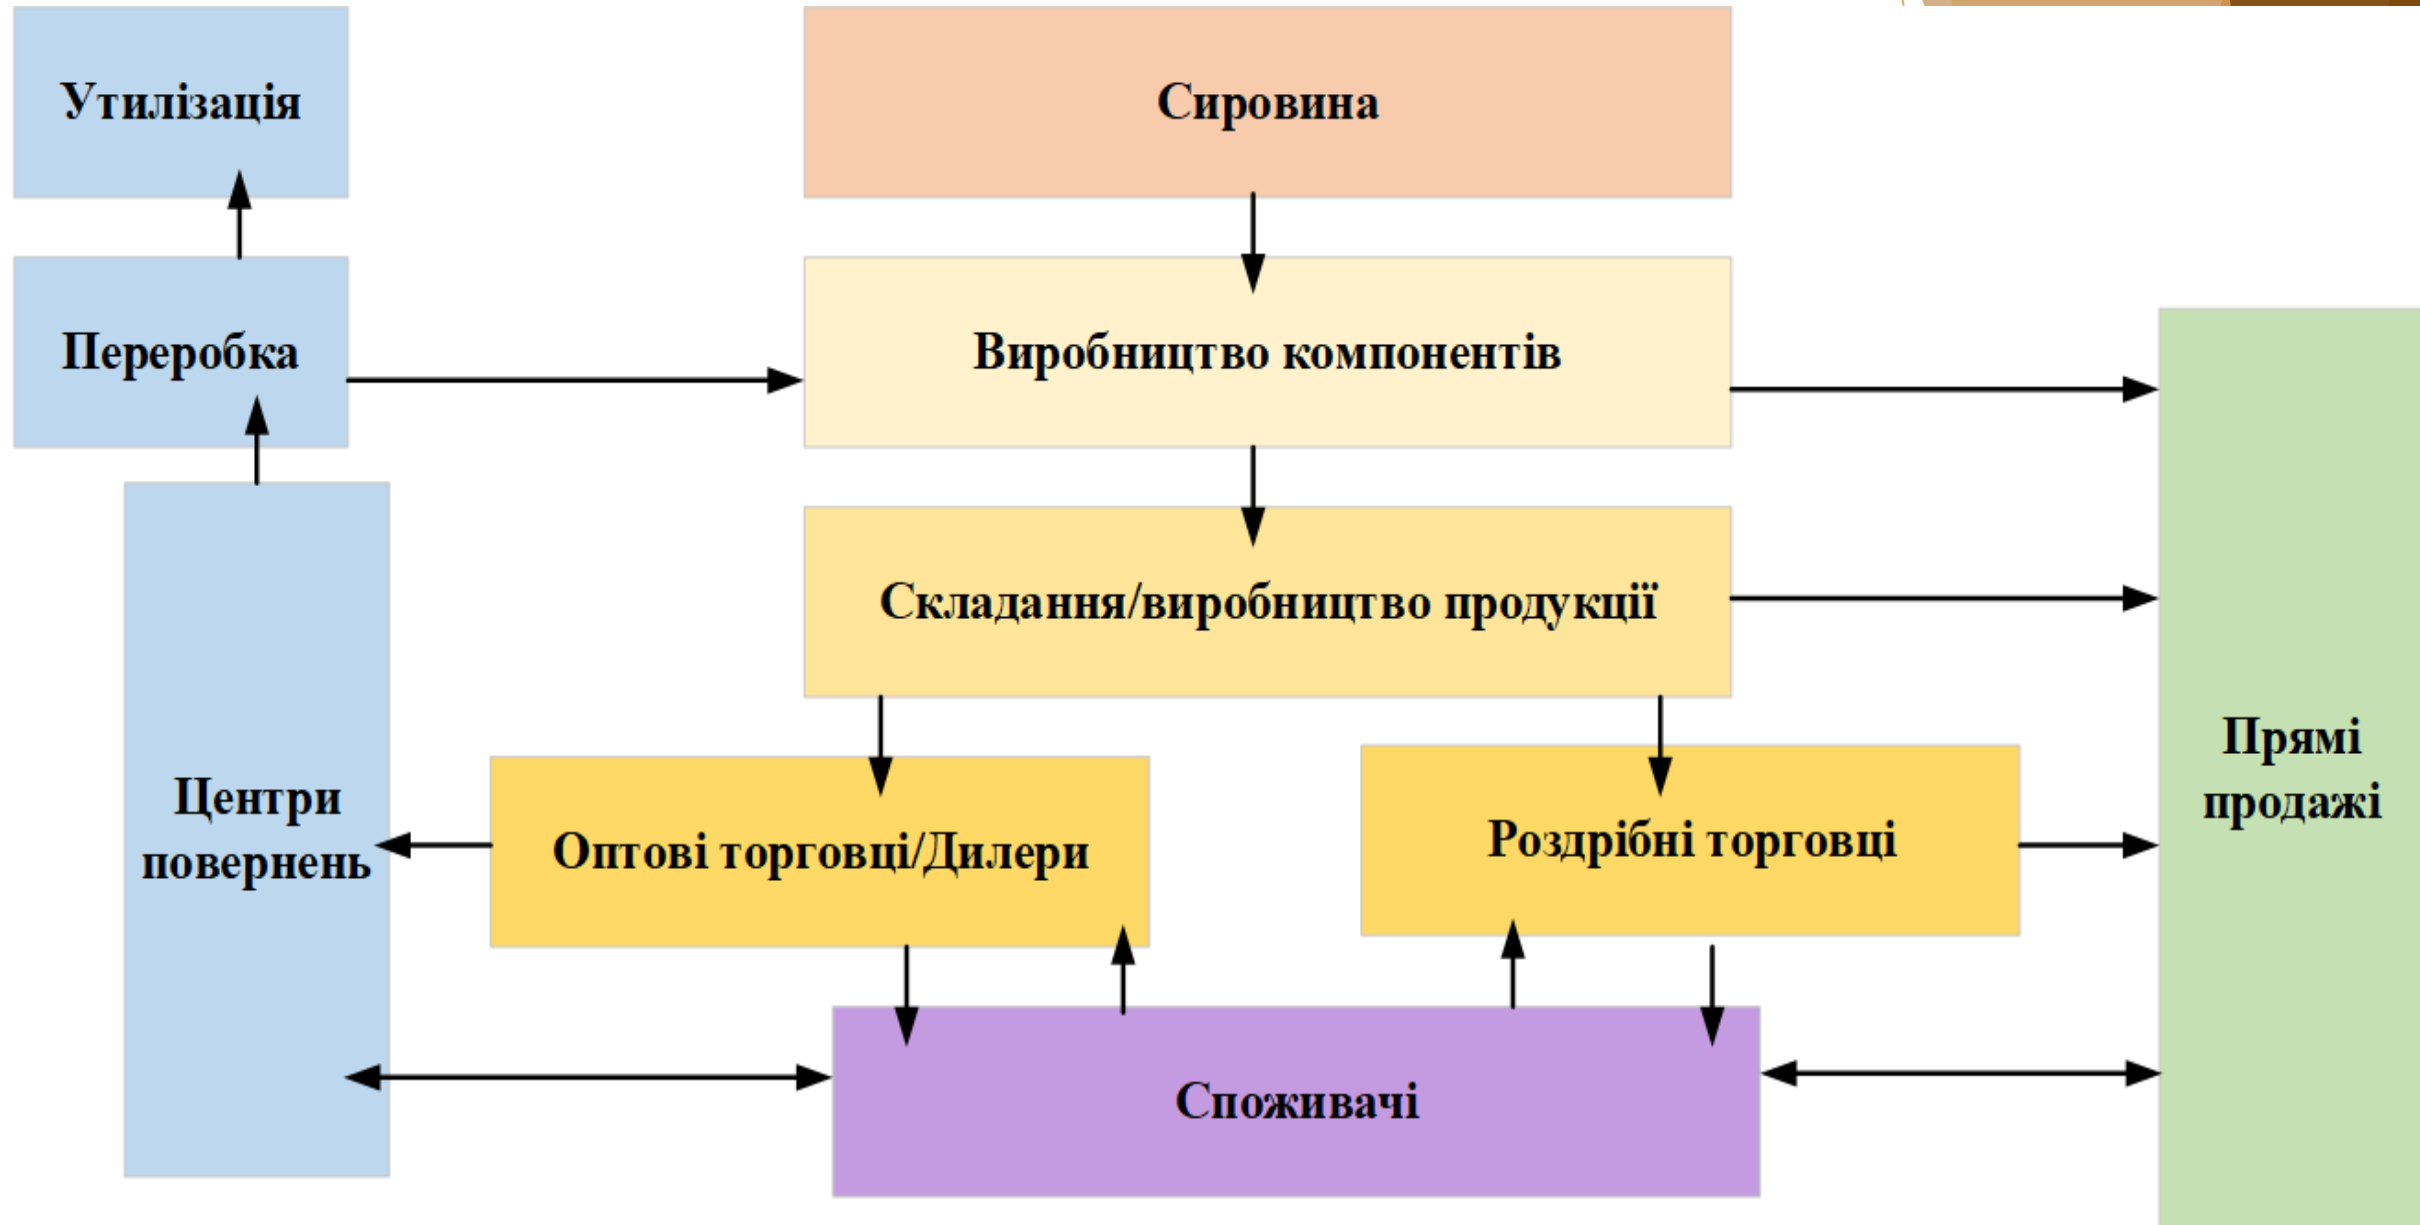 Утилізація
Сировина
Переробка
Виробництво компонентів
Складання/виробництво продукції
Прямі
продажі
Центри
повернень
Оптові торговці/Дилери
Роздрібні торговці
Споживачі